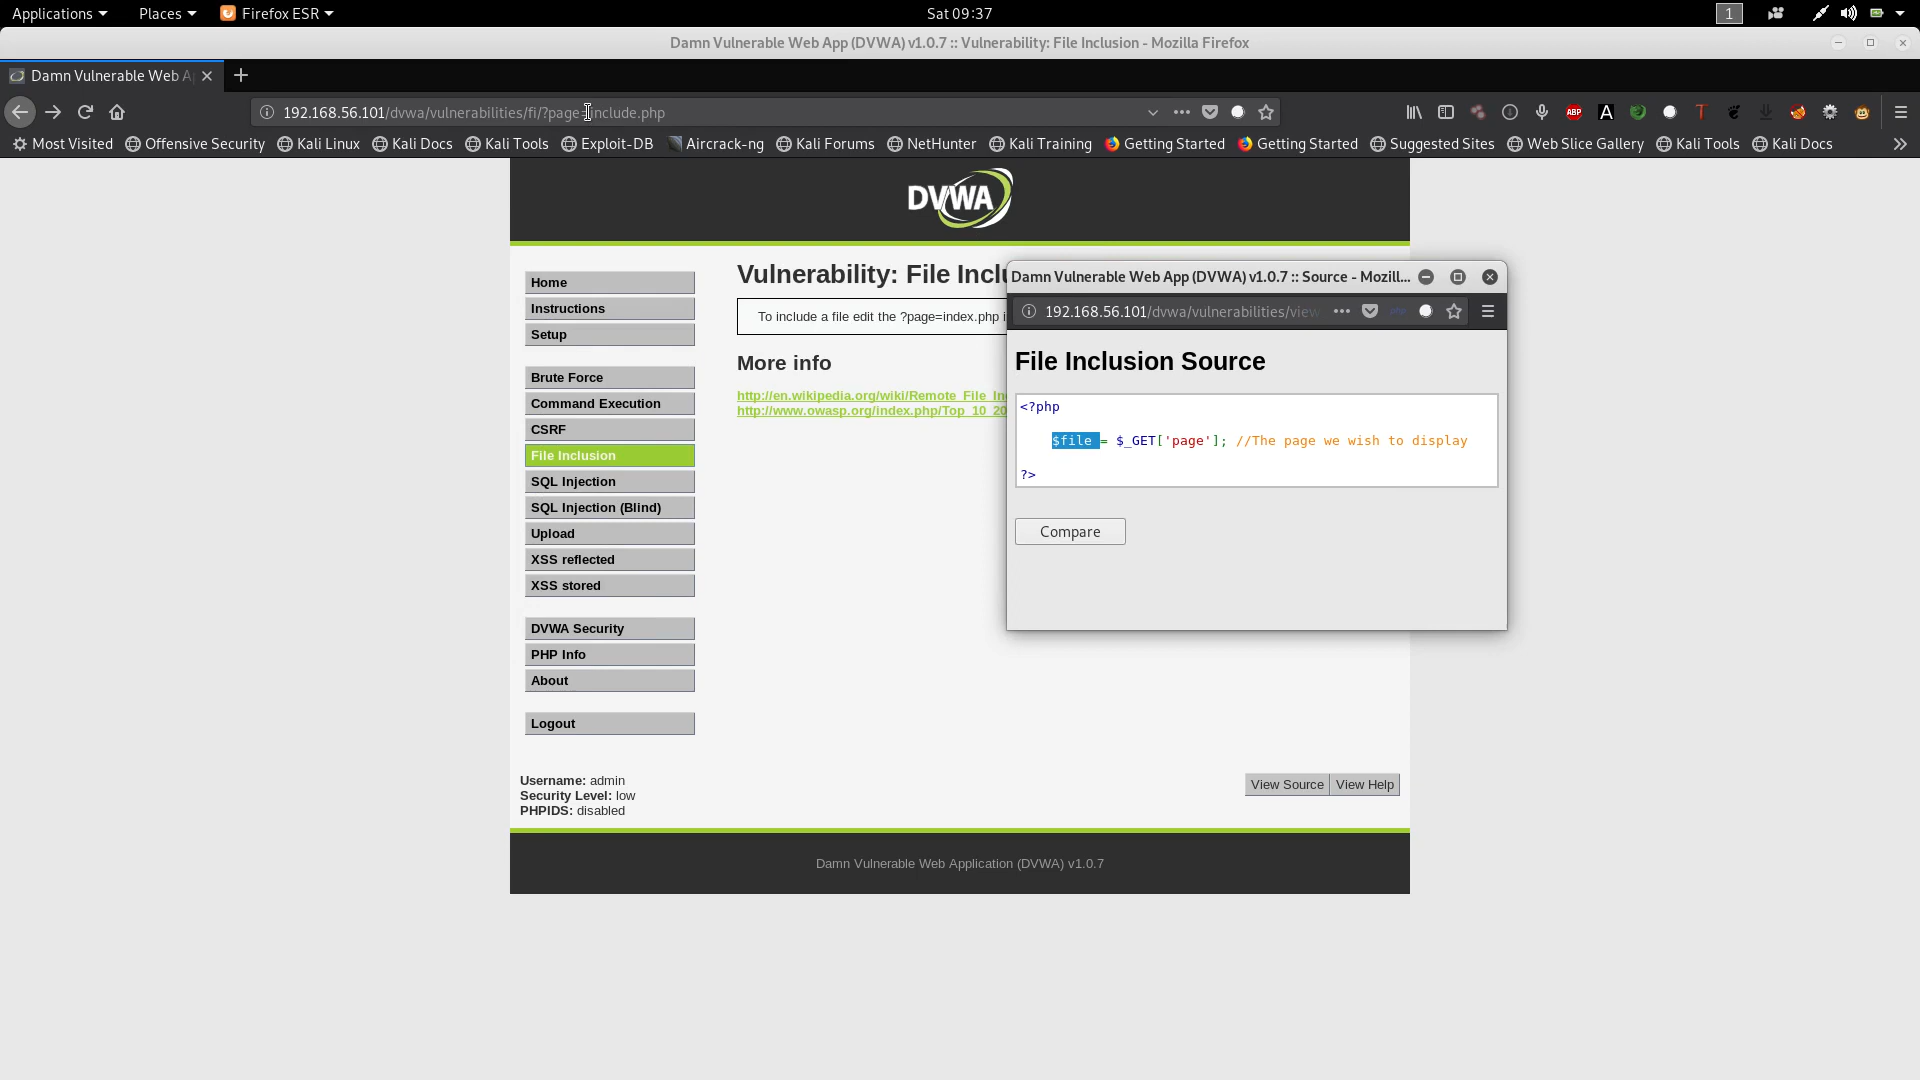 Applications Places Firefox ESR Sat 09:37 1
Damn Vulnerable Web App (DVWA) v1.0.7 :: Vulnerability: File Inclusion - Mozilla Firefox
Damn Vulnerable Web A
192.168.56.101/dvwa/vulnerabilities/fi/?page=include.php
Most Visited Offensive Security Kali Linux Kali Docs Kali Tools Exploit-DB Aircrack-ng Kali Forums NetHunter Kali Training Getting Started Getting Started Suggested Sites Web Slice Gallery Kali Tools Kali Docs
DVWA
Home
Instructions
Setup
Brute Force
Command Execution
CSRF
File Inclusion
SQL Injection
SQL Injection (Blind)
Upload
XSS reflected
XSS stored
DVWA Security
PHP Info
About
Logout
Vulnerability: File Inclu
To include a file edit the ?page=index.php i
More info
http://en.wikipedia.org/wiki/Remote_File_In
http://www.owasp.org/index.php/Top_10_20
Damn Vulnerable Web App (DVWA) v1.0.7 :: Source - Mozill...
192.168.56.101/dvwa/vulnerabilities/view
File Inclusion Source
<?php
$file = $_GET['page']; //The page we wish to display
?>
Compare
Username: admin
Security Level: low
PHPIDS: disabled
View Source View Help
Damn Vulnerable Web Application (DVWA) v1.0.7